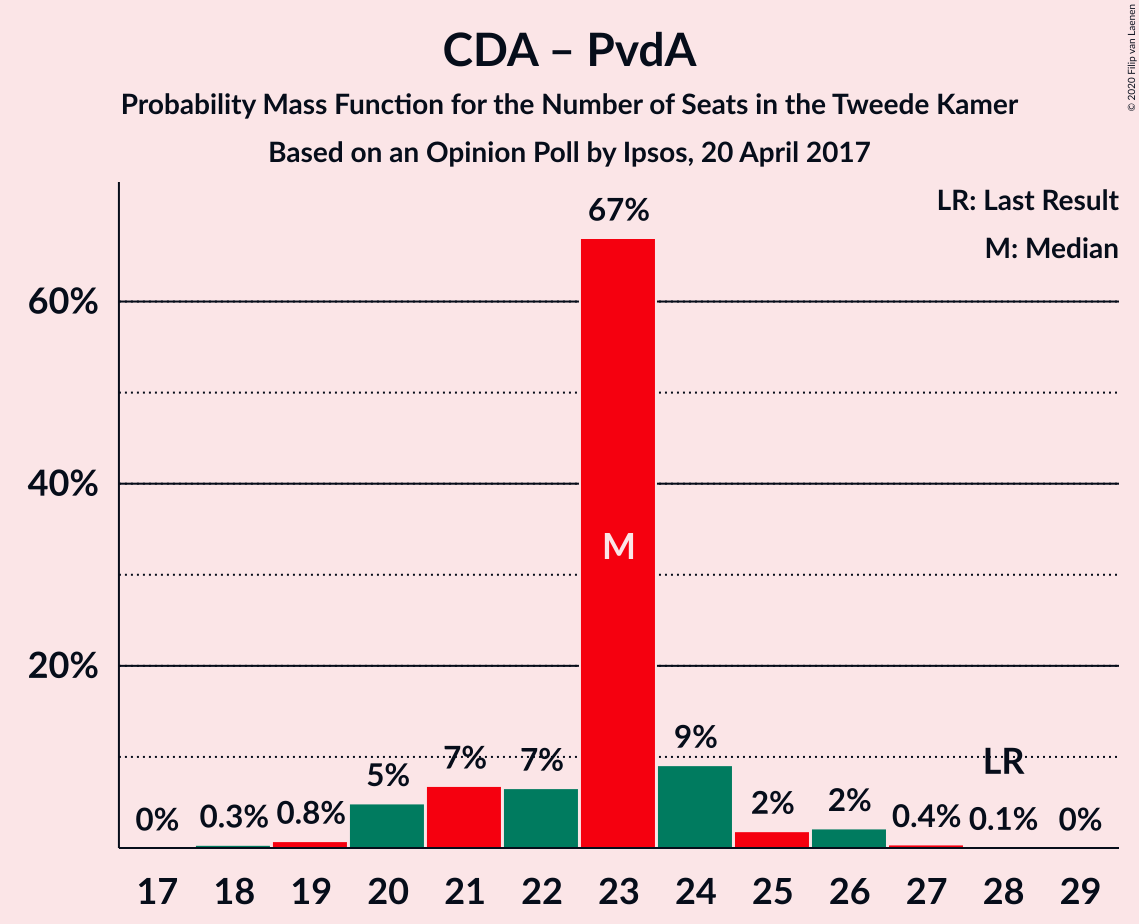 CDA – PvdA
Probability Mass Function for the Number of Seats in the Tweede Kamer
Based on an Opinion Poll by Ipsos, 20 April 2017
© 2020 Filip van Laenen
LR: Last Result
M: Median
60%
40%
20%
0%
0.3%
0.8%
5%
7%
7%
67%
M
9%
2%
2%
0.4%
LR
0.1%
0%
17 18 19 20 21 22 23 24 25 26 27 28 29